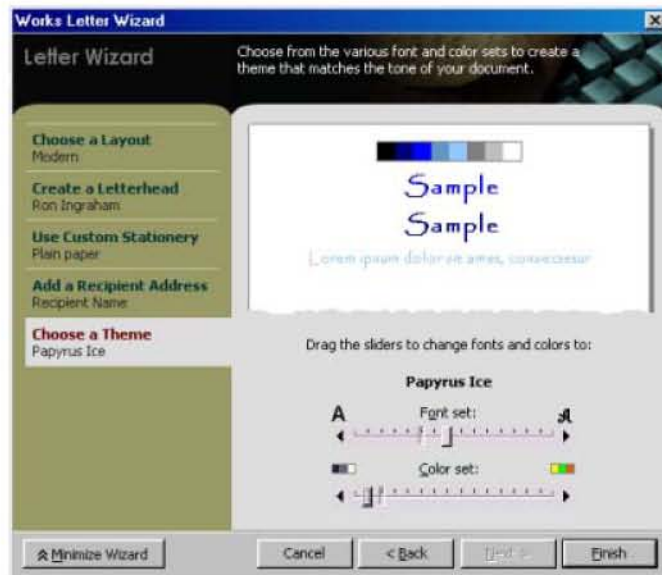 Works Letter Wizard
Letter Wizard
Choose from the various font and color sets to create a
theme that matches the tone of your document.
Choose a Layout
Modern
Create a Letterhead
Ron Ingraham
Use Custom Stationery
Plain paper
Add a Recipient Address
Recipient Name
Choose a Theme
Papyrus Ice
Sample
Sample
Lorem ipsum dolor
Drag the sliders to change fonts and colors to:
Papyrus Ice
A Font set: A
Color set:
Minimize Wizard Cancel < Back Next > Finish